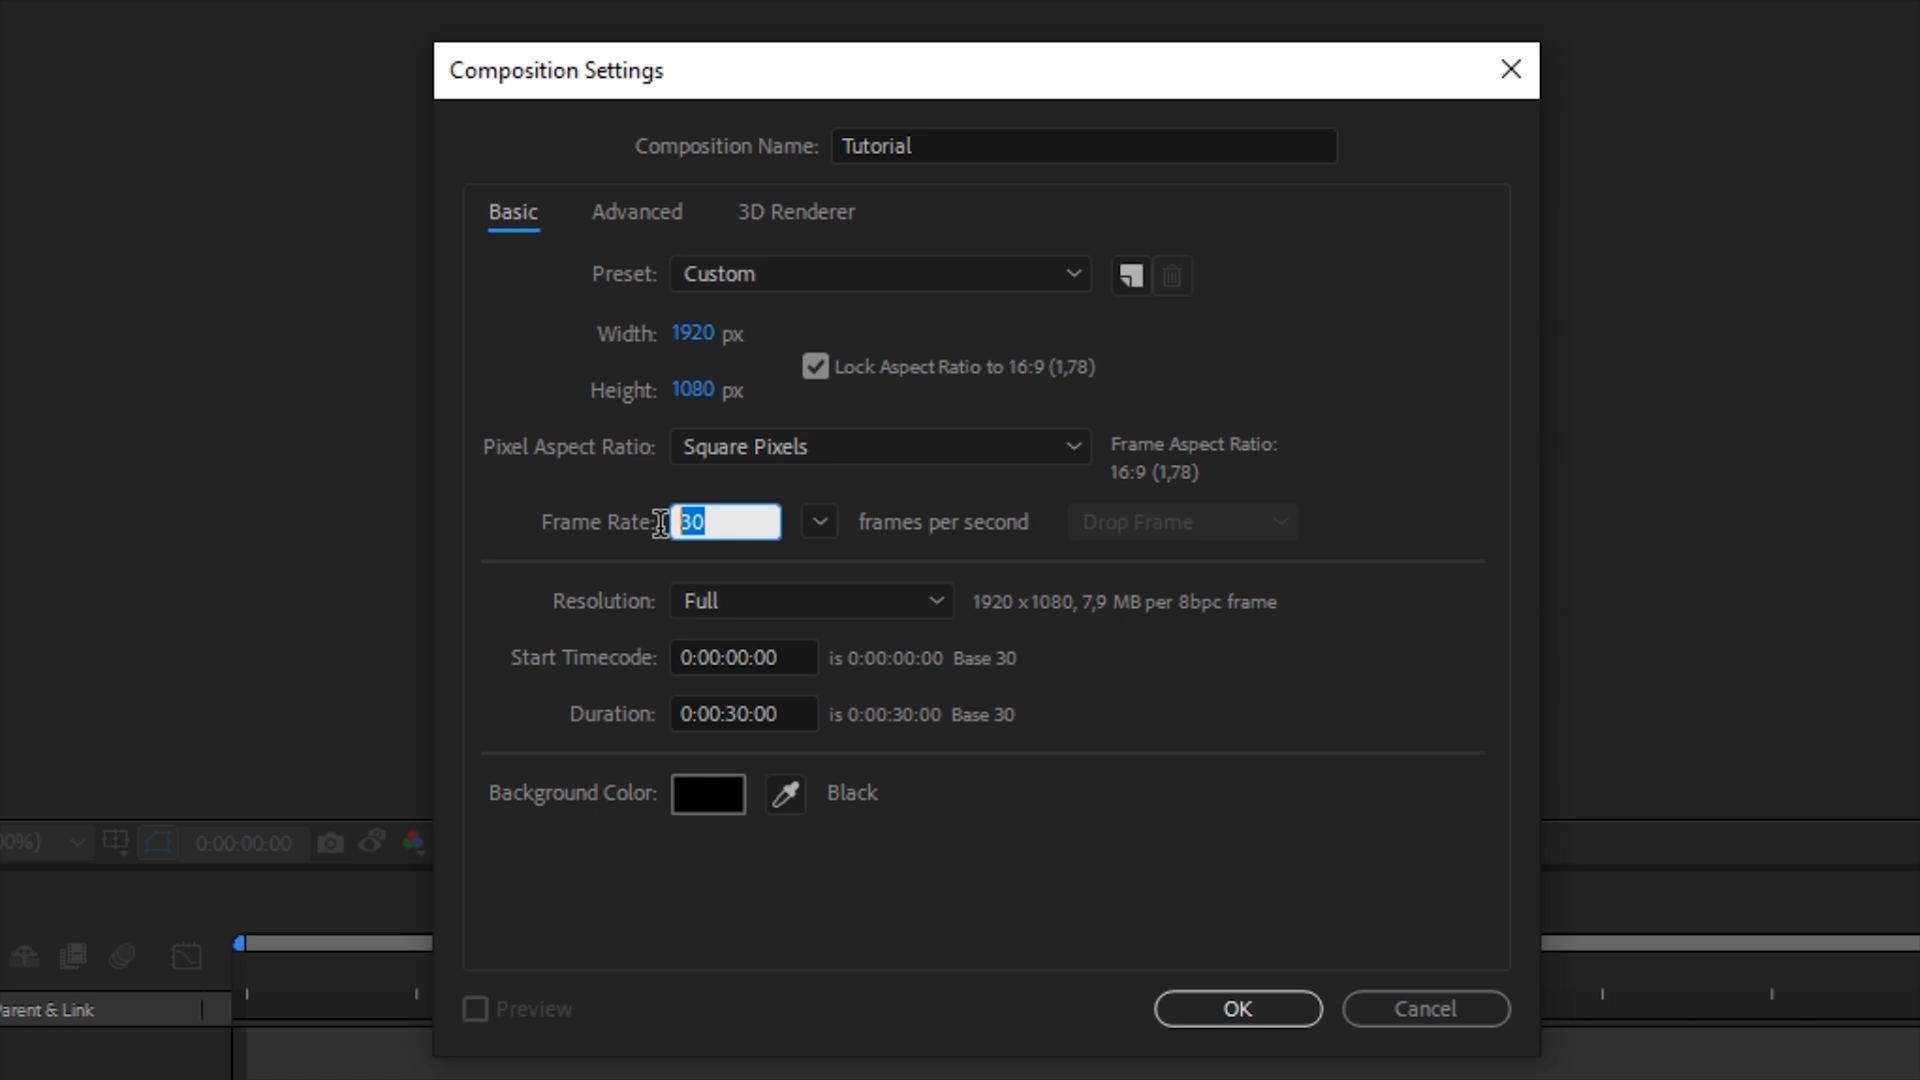 Composition Settings
Composition Name: Tutorial
Basic Advanced 3D Renderer
Preset: Custom
Width: 1920 px
Lock Aspect Ratio to 16:9 (1,78)
Height: 1080 px
Pixel Aspect Ratio: Square Pixels
Frame Aspect Ratio:
16:9 (1,78)
Frame Rate: 30 frames per second Drop Frame
Resolution: Full 1920 x 1080, 7,9 MB per 8bpc frame
Start Timecode: 0:00:00:00 is 0:00:00:00 Base 30
Duration: 0:00:30:00 is 0:00:30:00 Base 30
Background Color: Black
00%) 0:00:00:00
Preview OK Cancel
Parent & Link